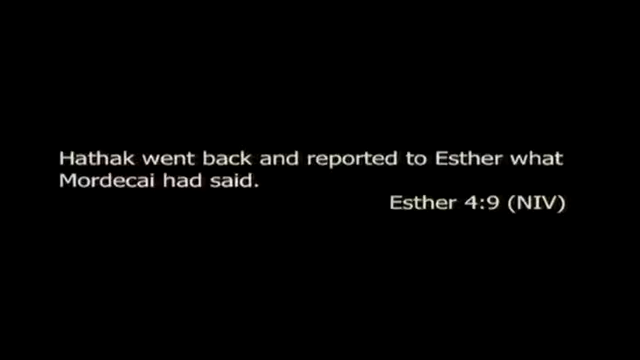 Hathak went back and reported to Esther what
Mordecai had said.
Esther 4:9 (NIV)